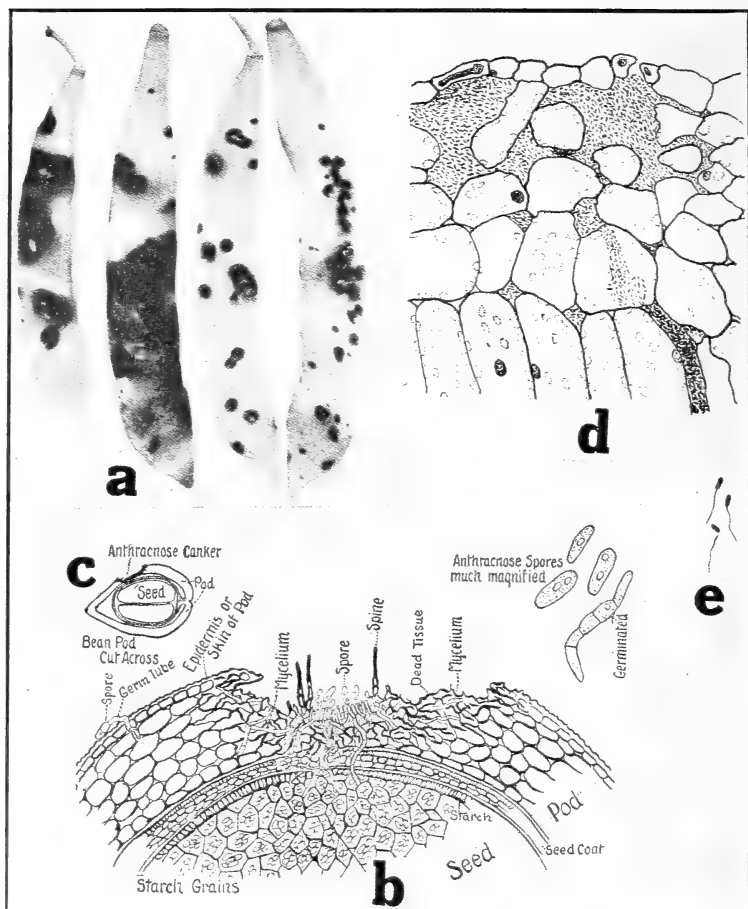 a
d
c
e
Anthracnose Canker
Pod
Seed
Bean Pod
Cut Across
Anthracnose Spores
much magnified
Germinated
Spore
Germ Tube
Epidermis or
Skin of Pod
Mycelium
Spore
Spine
Dead Tissue
Mycelium
Starch
Pod
Seed
Seed Coat
Starch Grains
b